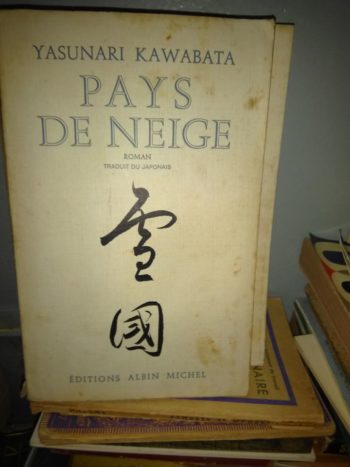 YASUNARI KAWABATA
PAYS
DE NEIGE
ROMAN
TRADUIT DU JAPONAIS
雪
國
ÉDITIONS ALBIN MICHEL